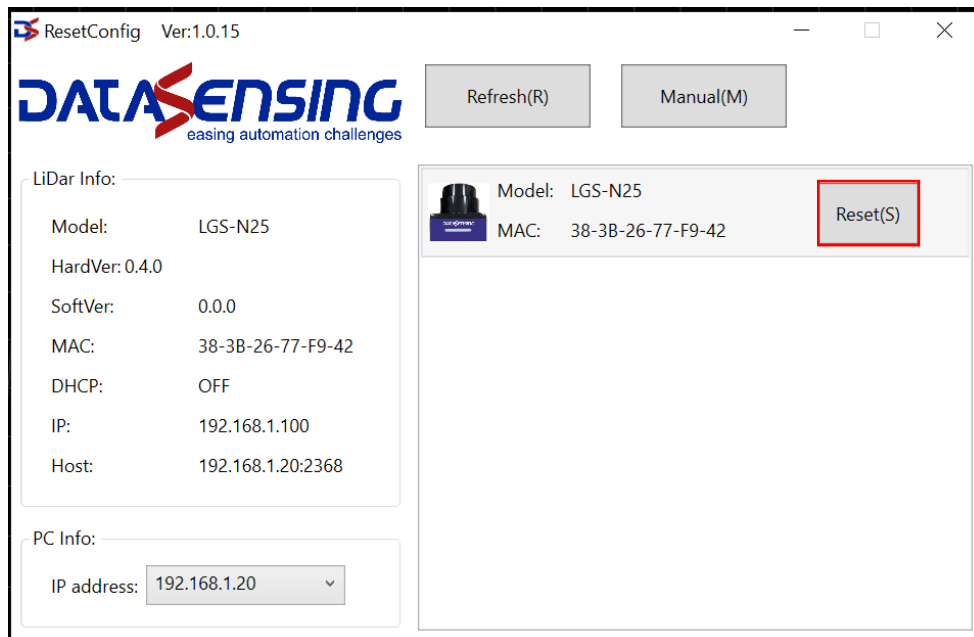 ResetConfig Ver:1.0.15
DATASENSING
easing automation challenges
Refresh(R)
Manual(M)
LiDar Info:
Model: LGS-N25
HardVer: 0.4.0
SoftVer: 0.0.0
MAC: 38-3B-26-77-F9-42
DHCP: OFF
IP: 192.168.1.100
Host: 192.168.1.20:2368
PC Info:
IP address: 192.168.1.20
Model: LGS-N25
MAC: 38-3B-26-77-F9-42
Reset(S)